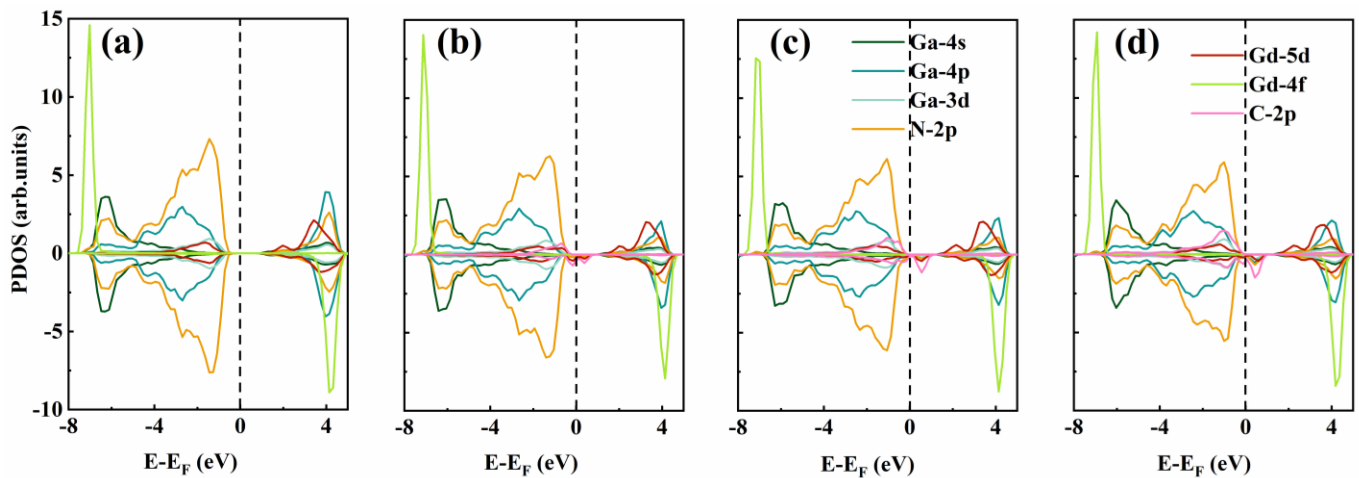 PDOS (arb.units)
15
10
5
0
-5
-10
(a)
(b)
(c)
(d)
Ga-4s
Ga-4p
Ga-3d
N-2p
Gd-5d
Gd-4f
C-2p
-8 -4 0 4
-8 -4 0 4
-8 -4 0 4
-8 -4 0 4
E-E_F (eV)
E-E_F (eV)
E-E_F (eV)
E-E_F (eV)